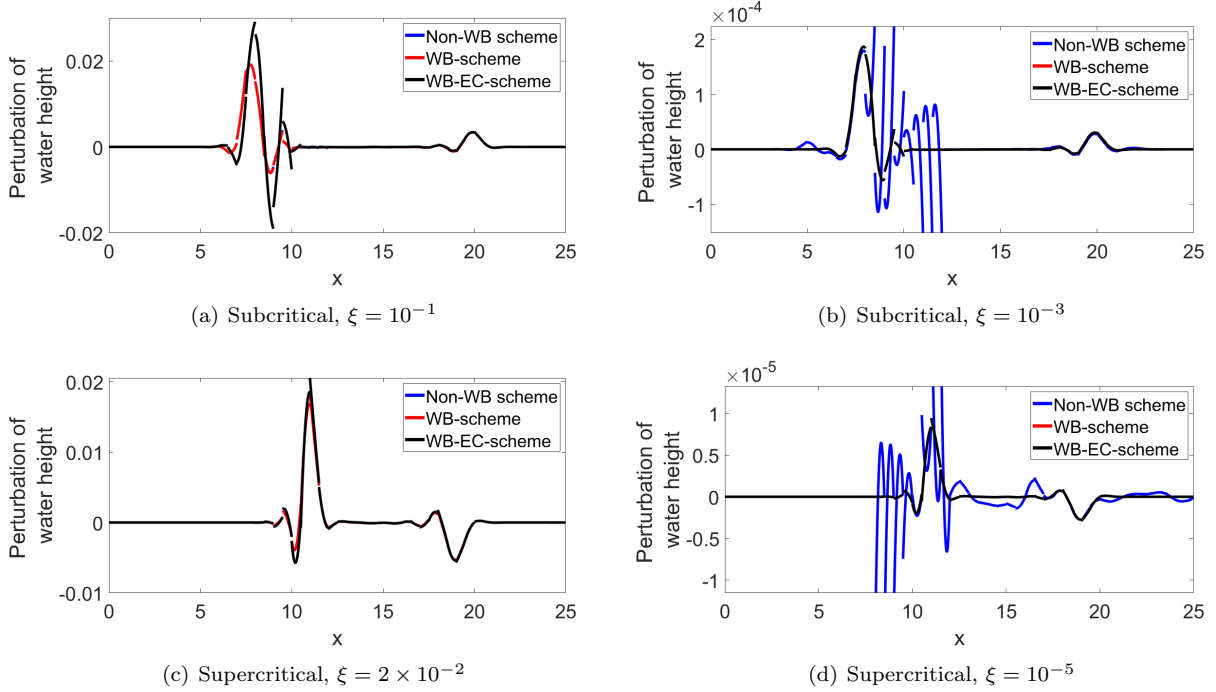 Perturbation of
water height
0.02
0
-0.02
Non-WB scheme
WB-scheme
WB-EC-scheme
0 5 10 15 20 25
x
(a) Subcritical, ξ = 10⁻¹
×10⁻⁴
Perturbation of
water height
2
1
0
-1
Non-WB scheme
WB-scheme
WB-EC-scheme
0 5 10 15 20 25
x
(b) Subcritical, ξ = 10⁻³
Perturbation of
water height
0.02
0.01
0
-0.01
Non-WB scheme
WB-scheme
WB-EC-scheme
0 5 10 15 20 25
x
(c) Supercritical, ξ = 2 × 10⁻²
×10⁻⁵
Perturbation of
water height
1
0.5
0
-0.5
-1
Non-WB scheme
WB-scheme
WB-EC-scheme
0 5 10 15 20 25
x
(d) Supercritical, ξ = 10⁻⁵